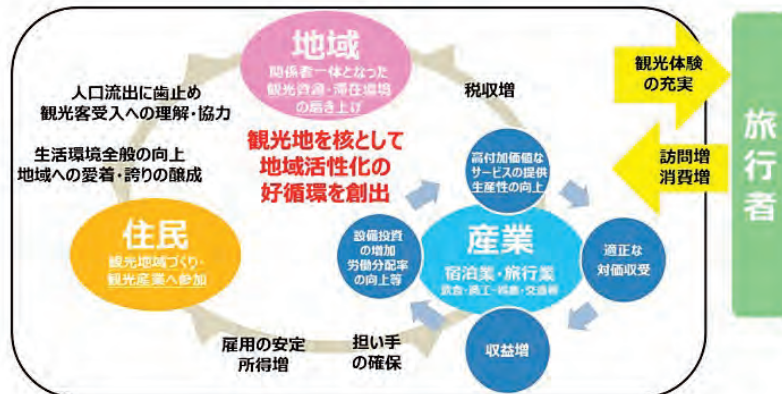 地域
関係者一体となった
観光資源・滞在環境
の磨き上げ
人口流出に歯止め
観光客受入への理解・協力
税収増
観光体験
の充実
生活環境全般の向上
地域への愛着・誇りの醸成
観光地を核として
地域活性化の
好循環を創出
高付加価値な
サービスの提供
生産性の向上
訪問増
消費増
旅行者
住民
観光地域づくり・
観光産業へ参加
設備投資
の増加
労働分配率
の向上等
産業
宿泊業・旅行業
飲食・商工・農業・交通等
適正な
対価収受
収益増
雇用の安定
所得増
担い手
の確保